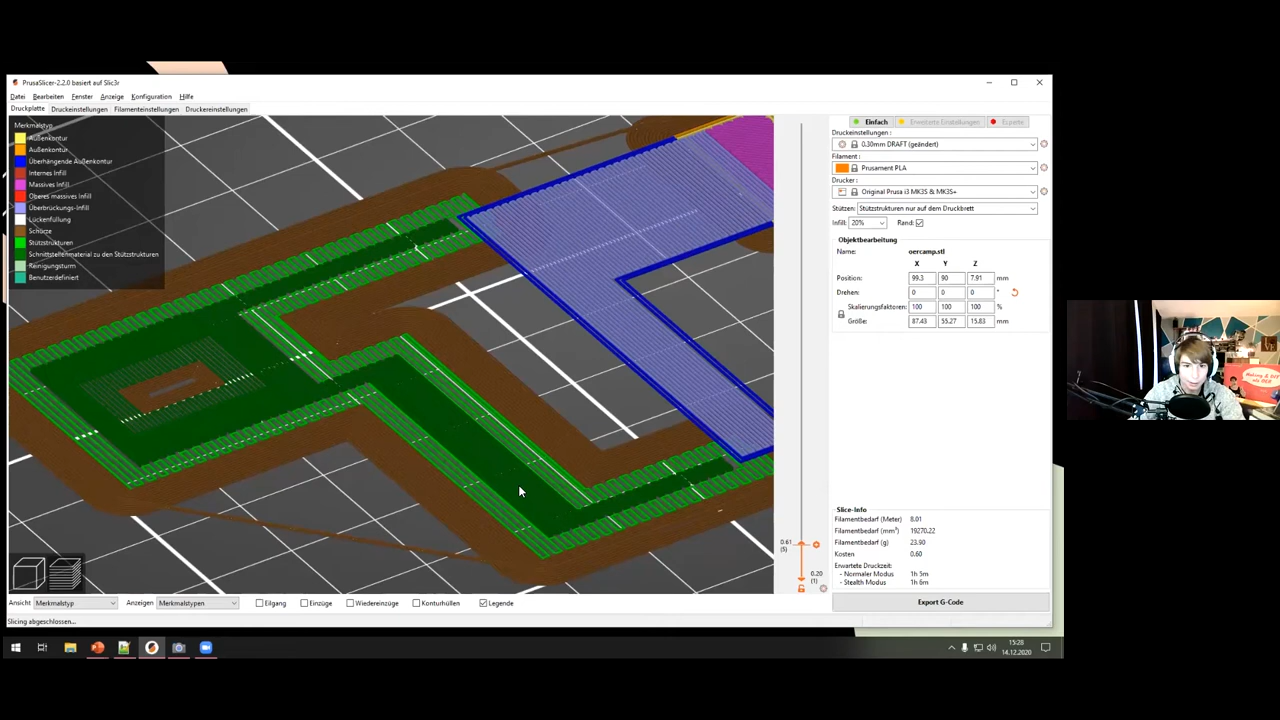 PrusaSlicer-2.2.0 basiert auf Slic3r
Datei Bearbeiten Fenster Anzeige Konfiguration Hilfe
Druckplatte Druckeinstellungen Filamenteinstellungen Druckereinstellungen
Merkmalstyp
Außenkontur
Außenkontur
Überhängende Außenkontur
Internes Infill
Massives Infill
Oberes massives Infill
Überbrückungs-Infill
Lückenfüllung
Schürze
Stützstrukturen
Schnittstellenmaterial zu den Stützstrukturen
Reinigungsturm
Benutzerdefiniert
Einfach Erweiterte Einstellungen Experte
Druckeinstellungen:
0.30mm DRAFT (geändert)
Filament :
Prusament PLA
Drucker :
Original Prusa i3 MK3S & MK3S+
Stützen: Stützstrukturen nur auf dem Druckbrett
Infill: 20% Rand:
Objektbearbeitung
Name: oercamp.stl
X Y Z
Position: 99.3 90 7.91 mm
Drehen: 0 0 0 °
Skalierungsfaktoren: 100 100 100 %
Größe: 87.43 55.27 15.83 mm
0.61
(5)
0.20
(1)
Slice-Info
Filamentbedarf (Meter) 8.01
Filamentbedarf (mm³) 19270.22
Filamentbedarf (g) 23.90
Kosten 0.60
Erwartete Druckzeit:
- Normaler Modus 1h 5m
- Stealth Modus 1h 6m
Export G-Code
Ansicht Merkmalstyp Anzeigen Merkmalstypen Eilgang Einzüge Wiedereinzüge Konturhüllen Legende
Slicing abgeschlossen...
15:28
14.12.2020
Making & DIY
als OER